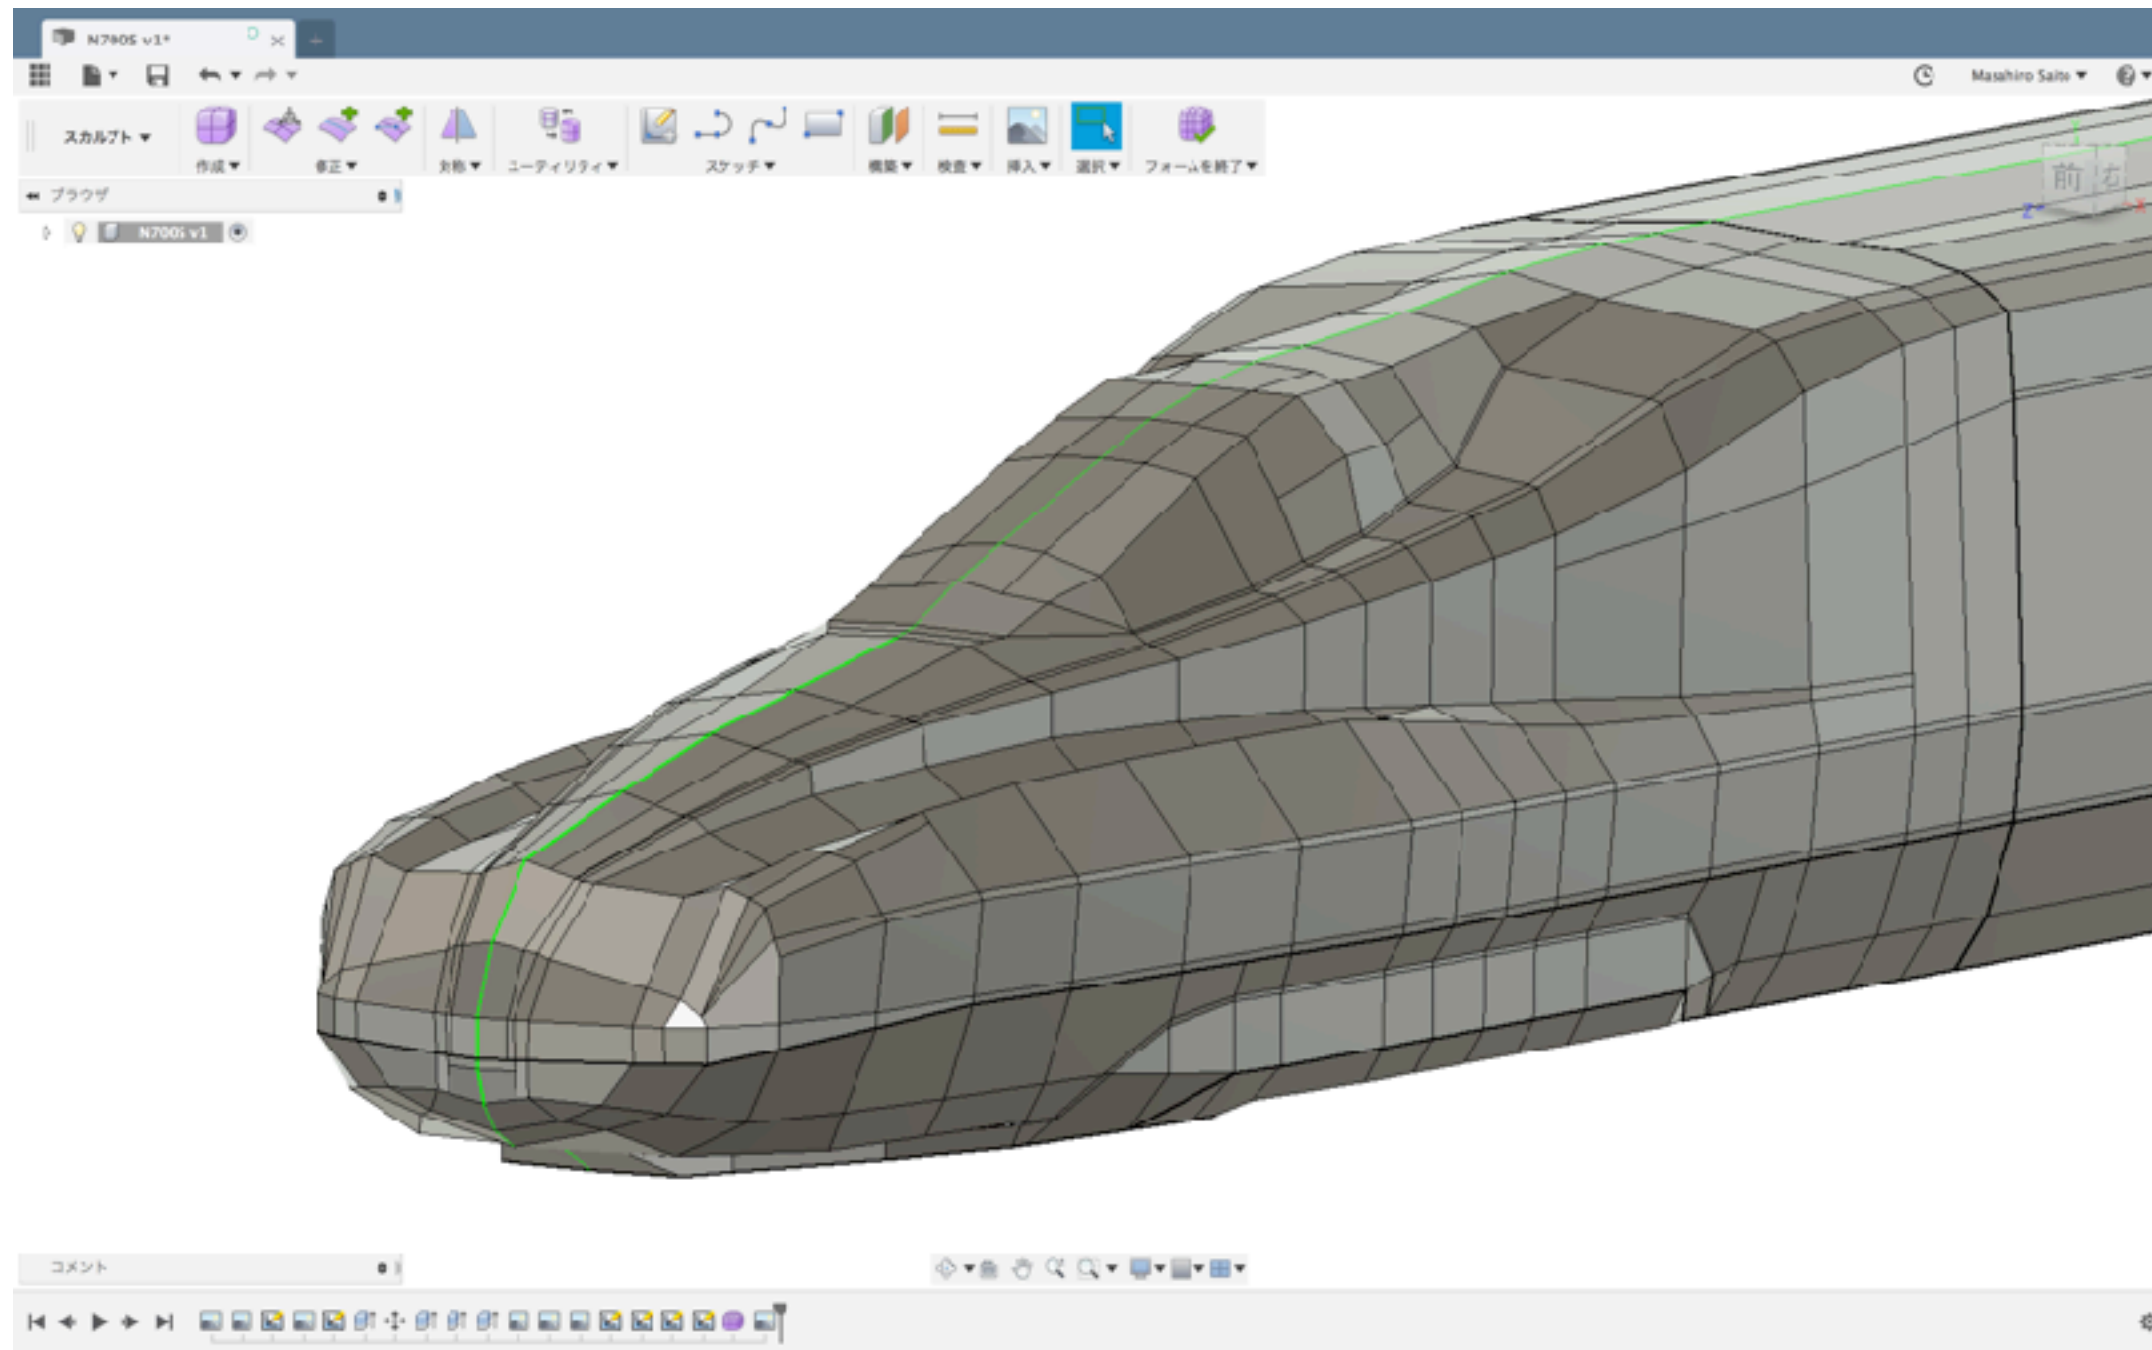 N700S v1*
Masahiro Saito
スカルプト
作成
修正
対称
ユーティリティ
スケッチ
構築
検査
挿入
選択
フォームを終了
ブラウザ
N700S v1
前
右
Z
X
コメント